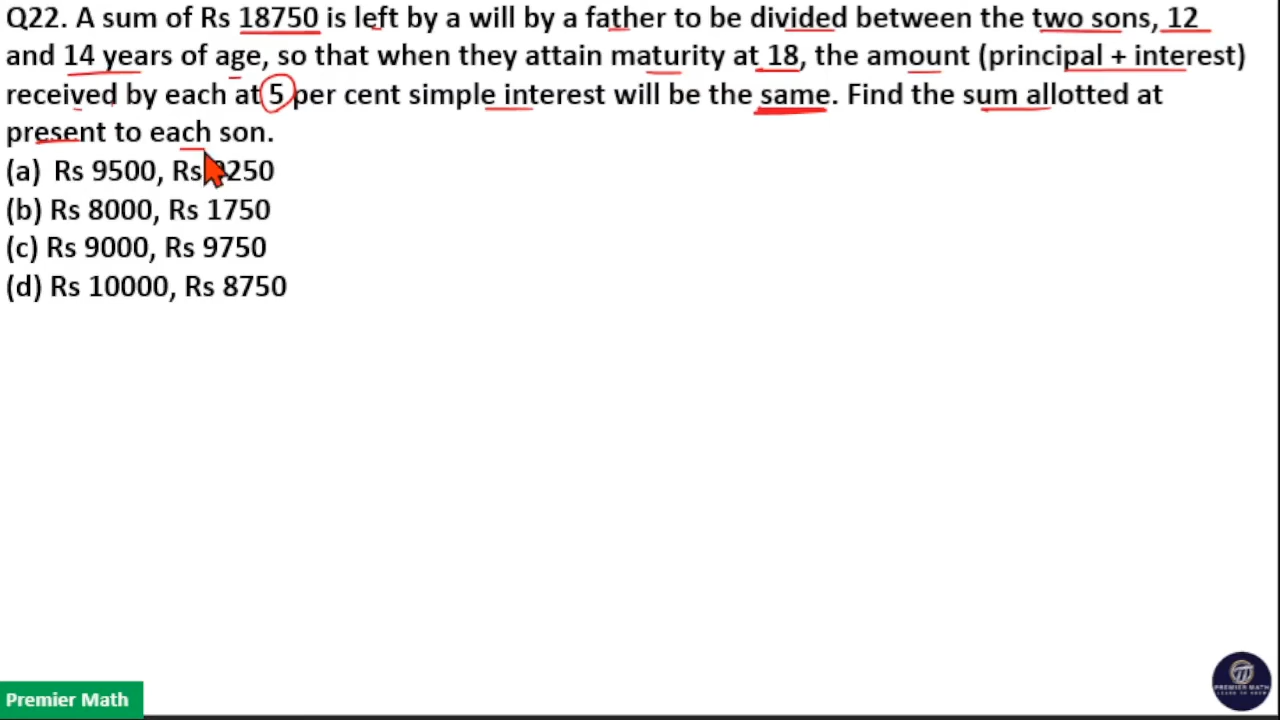 Q22. A sum of Rs 18750 is left by a will by a father to be divided between the two sons, 12
and 14 years of age, so that when they attain maturity at 18, the amount (principal + interest)
received by each at 5 per cent simple interest will be the same. Find the sum allotted at
present to each son.
(a) Rs 9500, Rs 9250
(b) Rs 8000, Rs 1750
(c) Rs 9000, Rs 9750
(d) Rs 10000, Rs 8750
PREMIER MATH
Premier Math